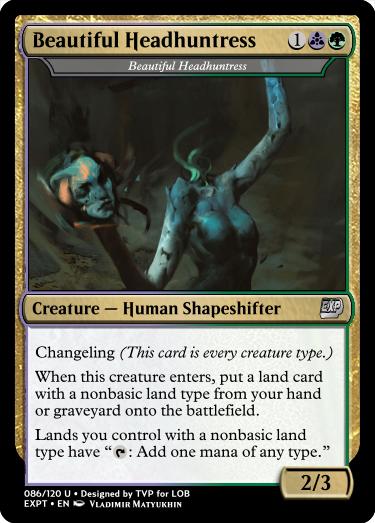 Beautiful Headhuntress 1
Beautiful Headhuntress
Creature — Human Shapeshifter EXP
Changeling (This card is every creature type.)
When this creature enters, put a land card
with a nonbasic land type from your hand
or graveyard onto the battlefield.
Lands you control with a nonbasic land
type have “: Add one mana of any type.”
2/3
086/120 U • Designed by TVP for LOB
EXPT • EN Vladimir Matyukhin